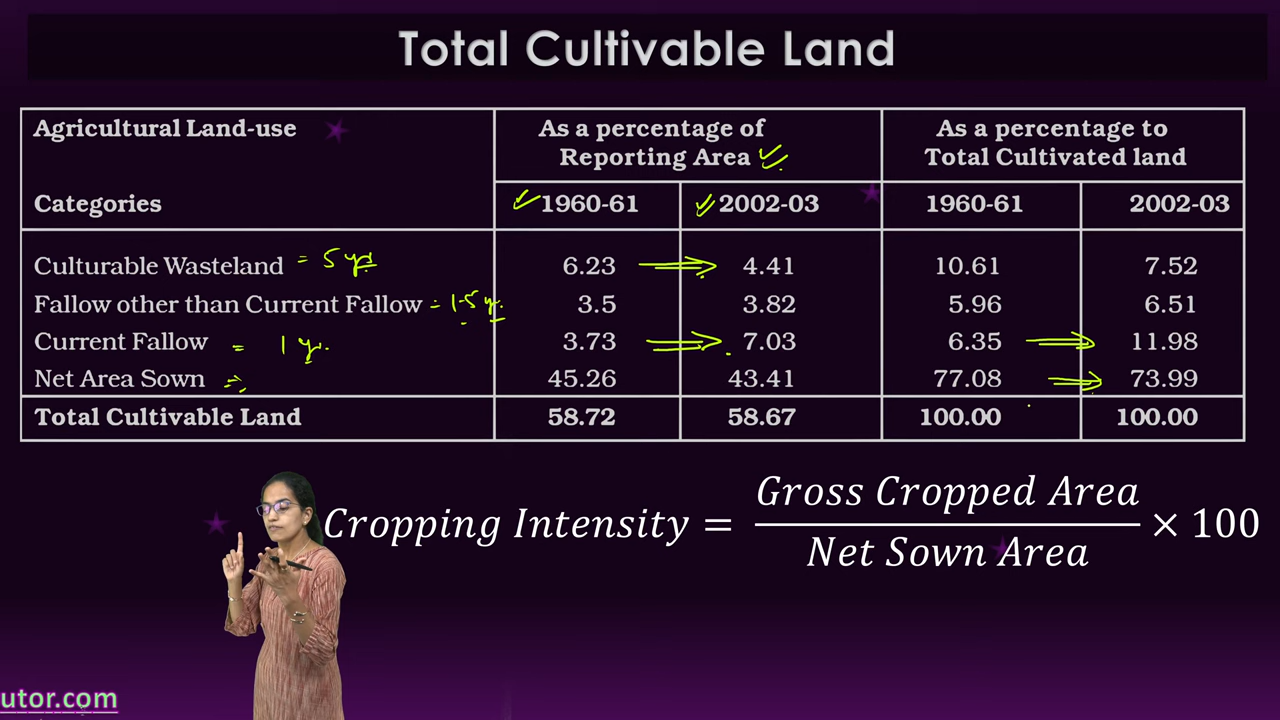 Total Cultivable Land
Agricultural Land-use As a percentage of Reporting Area As a percentage to Total Cultivated land
Categories 1960-61 2002-03 1960-61 2002-03
Culturable Wasteland = 5 yrs 6.23 4.41 10.61 7.52
Fallow other than Current Fallow = 1-5 yr. 3.5 3.82 5.96 6.51
Current Fallow = 1 yr. 3.73 7.03 6.35 11.98
Net Area Sown 45.26 43.41 77.08 73.99
Total Cultivable Land 58.72 58.67 100.00 100.00
Cropping Intensity = Gross Cropped Area / Net Sown Area × 100
utor.com